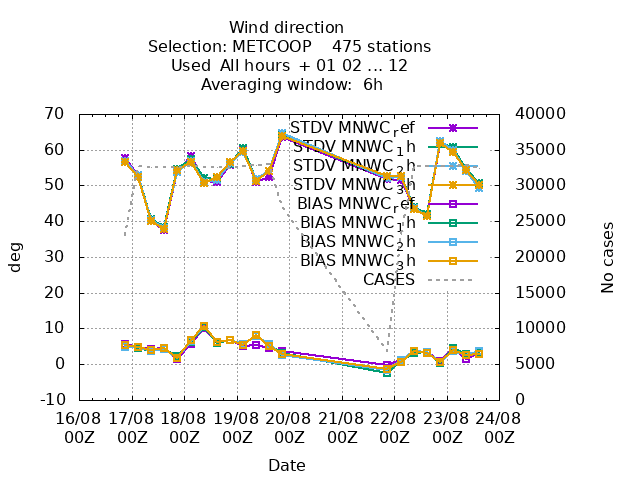 Wind direction
Selection: METCOOP    475 stations
Used  All hours  + 01 02 ... 12
Averaging window:  6h
70
60
50
40
30
20
10
0
-10
deg
40000
35000
30000
25000
20000
15000
10000
5000
0
No cases
STDV MNWC_ref
STDV MNWC_1h
STDV MNWC_2h
STDV MNWC_3h
BIAS MNWC_ref
BIAS MNWC_1h
BIAS MNWC_2h
BIAS MNWC_3h
CASES
16/08 17/08 18/08 19/08 20/08 21/08 22/08 23/08 24/08
00Z 00Z 00Z 00Z 00Z 00Z 00Z 00Z 00Z
Date